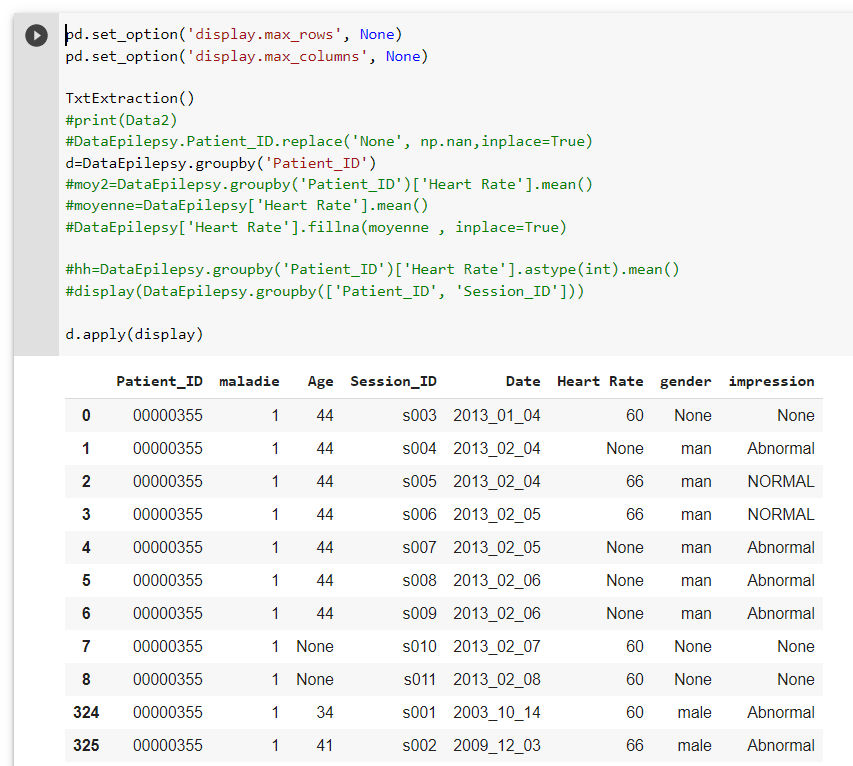 pd.set_option('display.max_rows', None)
pd.set_option('display.max_columns', None)
TxtExtraction()
#print(Data2)
#DataEpilepsy.Patient_ID.replace('None', np.nan,inplace=True)
d=DataEpilepsy.groupby('Patient_ID')
#moy2=DataEpilepsy.groupby('Patient_ID')['Heart Rate'].mean()
#moyenne=DataEpilepsy['Heart Rate'].mean()
#DataEpilepsy['Heart Rate'].fillna(moyenne , inplace=True)
#hh=DataEpilepsy.groupby('Patient_ID')['Heart Rate'].astype(int).mean()
#display(DataEpilepsy.groupby(['Patient_ID', 'Session_ID']))
d.apply(display)
Patient_ID maladie Age Session_ID Date Heart Rate gender impression
0 00000355 1 44 s003 2013_01_04 60 None None
1 00000355 1 44 s004 2013_02_04 None man Abnormal
2 00000355 1 44 s005 2013_02_04 66 man NORMAL
3 00000355 1 44 s006 2013_02_05 66 man NORMAL
4 00000355 1 44 s007 2013_02_05 None man Abnormal
5 00000355 1 44 s008 2013_02_06 None man Abnormal
6 00000355 1 44 s009 2013_02_06 None man Abnormal
7 00000355 1 None s010 2013_02_07 60 None None
8 00000355 1 None s011 2013_02_08 60 None None
324 00000355 1 34 s001 2003_10_14 60 male Abnormal
325 00000355 1 41 s002 2009_12_03 66 male Abnormal